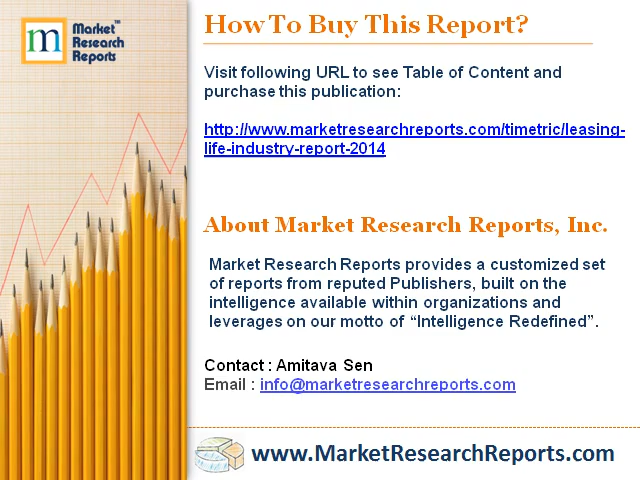 Market
Research
Reports
TM
How To Buy This Report?
Visit following URL to see Table of Content and
purchase this publication:
http://www.marketresearchreports.com/timetric/leasing-
life-industry-report-2014
About Market Research Reports, Inc.
Market Research Reports provides a customized set
of reports from reputed Publishers, built on the
intelligence available within organizations and
leverages on our motto of “Intelligence Redefined”.
Contact : Amitava Sen
Email : info@marketresearchreports.com
www.MarketResearchReports.com